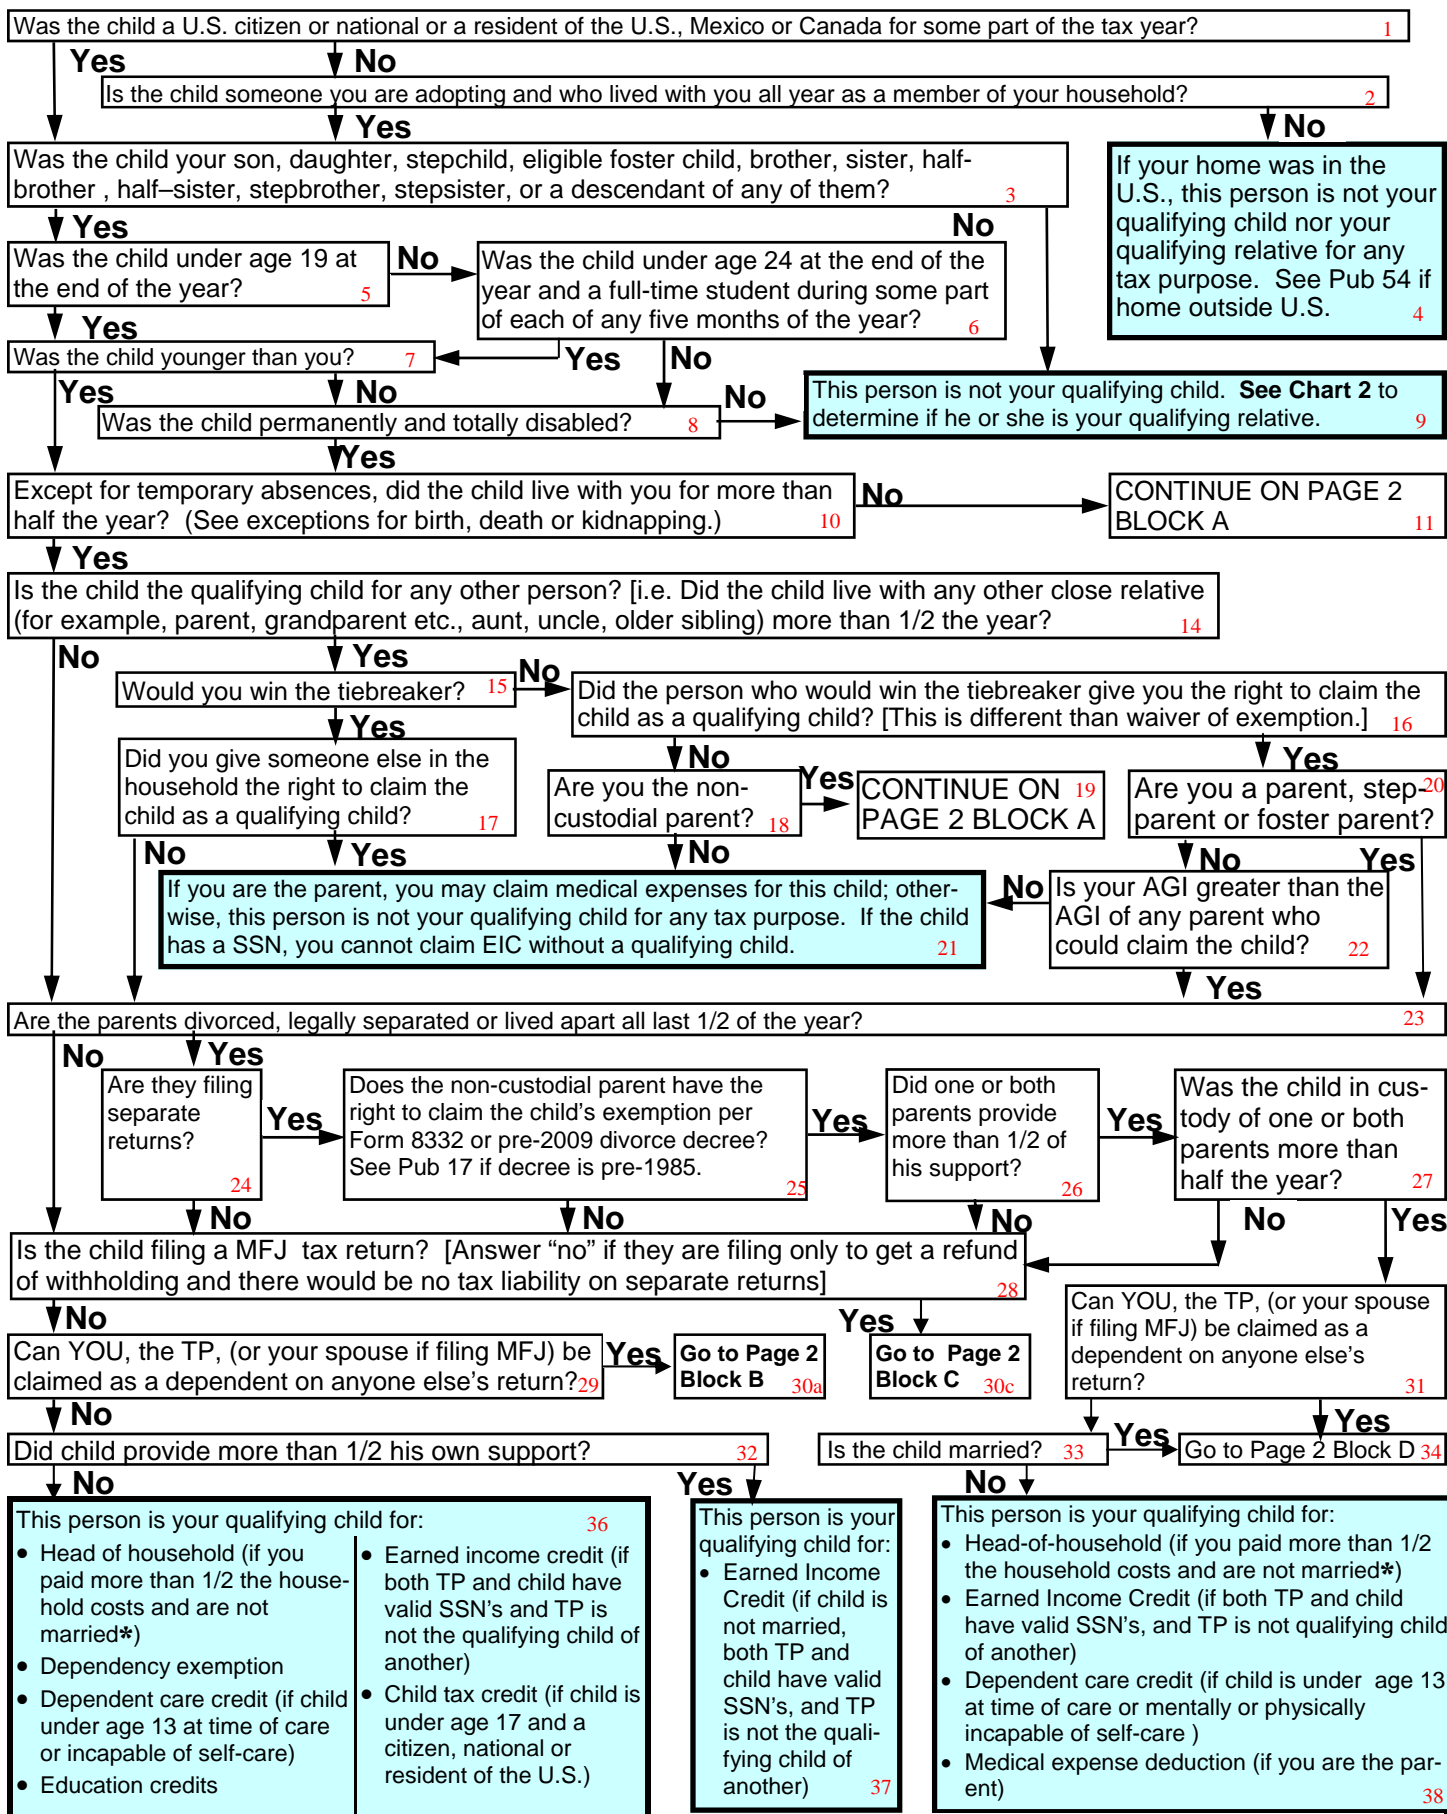 Was the child a U.S. citizen or national or a resident of the U.S., Mexico or Canada for some part of the tax year? 1
Yes
No
Is the child someone you are adopting and who lived with you all year as a member of your household? 2
Yes
No
Was the child your son, daughter, stepchild, eligible foster child, brother, sister, half-
brother , half–sister, stepbrother, stepsister, or a descendant of any of them? 3
If your home was in the
U.S., this person is not your
qualifying child nor your
qualifying relative for any
tax purpose. See Pub 54 if
home outside U.S. 4
Yes
No
Was the child under age 19 at
the end of the year? 5
No
Was the child under age 24 at the end of the
year and a full-time student during some part
of each of any five months of the year? 6
Yes
Was the child younger than you? 7
Yes
No
Yes
No
Was the child permanently and totally disabled? 8
No
This person is not your qualifying child. See Chart 2 to
determine if he or she is your qualifying relative. 9
Yes
Except for temporary absences, did the child live with you for more than
half the year? (See exceptions for birth, death or kidnapping.) 10
No
CONTINUE ON PAGE 2
BLOCK A 11
Yes
Is the child the qualifying child for any other person? [i.e. Did the child live with any other close relative
(for example, parent, grandparent etc., aunt, uncle, older sibling) more than 1/2 the year? 14
No
Yes
Would you win the tiebreaker? 15
No
Did the person who would win the tiebreaker give you the right to claim the
child as a qualifying child? [This is different than waiver of exemption.] 16
Yes
No
Yes
Did you give someone else in the
household the right to claim the
child as a qualifying child? 17
Are you the non-
custodial parent? 18
Yes
CONTINUE ON 19
PAGE 2 BLOCK A
Are you a parent, step- 20
parent or foster parent?
No
Yes
No
No
Yes
If you are the parent, you may claim medical expenses for this child; other-
wise, this person is not your qualifying child for any tax purpose. If the child
has a SSN, you cannot claim EIC without a qualifying child. 21
No
Is your AGI greater than the
AGI of any parent who
could claim the child? 22
Yes
Are the parents divorced, legally separated or lived apart all last 1/2 of the year? 23
No
Yes
Are they filing
separate
returns?
24
Yes
Does the non-custodial parent have the
right to claim the child’s exemption per
Form 8332 or pre-2009 divorce decree?
See Pub 17 if decree is pre-1985. 25
Yes
Did one or both
parents provide
more than 1/2 of
his support?
26
Yes
Was the child in cus-
tody of one or both
parents more than
half the year? 27
No
No
No
No
Yes
Is the child filing a MFJ tax return? [Answer “no” if they are filing only to get a refund
of withholding and there would be no tax liability on separate returns] 28
No
Yes
Can YOU, the TP, (or your spouse if filing MFJ) be
claimed as a dependent on anyone else’s return? 29
Yes
Go to Page 2
Block B 30a
Go to Page 2
Block C 30c
Can YOU, the TP, (or your spouse
if filing MFJ) be claimed as a
dependent on anyone else’s
return? 31
No
Yes
Did child provide more than 1/2 his own support? 32
Is the child married? 33
Yes
Go to Page 2 Block D 34
No
Yes
No
This person is your qualifying child for: 36
• Head of household (if you
paid more than 1/2 the house-
hold costs and are not
married*)
• Dependency exemption
• Dependent care credit (if child
under age 13 at time of care
or incapable of self-care)
• Education credits
• Earned income credit (if
both TP and child have
valid SSN’s and TP is
not the qualifying child of
another)
• Child tax credit (if child is
under age 17 and a
citizen, national or
resident of the U.S.)
This person is your
qualifying child for:
• Earned Income
Credit (if child is
not married,
both TP and
child have valid
SSN’s, and TP
is not the quali-
fying child of
another) 37
This person is your qualifying child for:
• Head-of-household (if you paid more than 1/2
the household costs and are not married*)
• Earned Income Credit (if both TP and child
have valid SSN’s, and TP is not qualifying child
of another)
• Dependent care credit (if child is under age 13
at time of care or mentally or physically
incapable of self-care )
• Medical expense deduction (if you are the par-
ent) 38